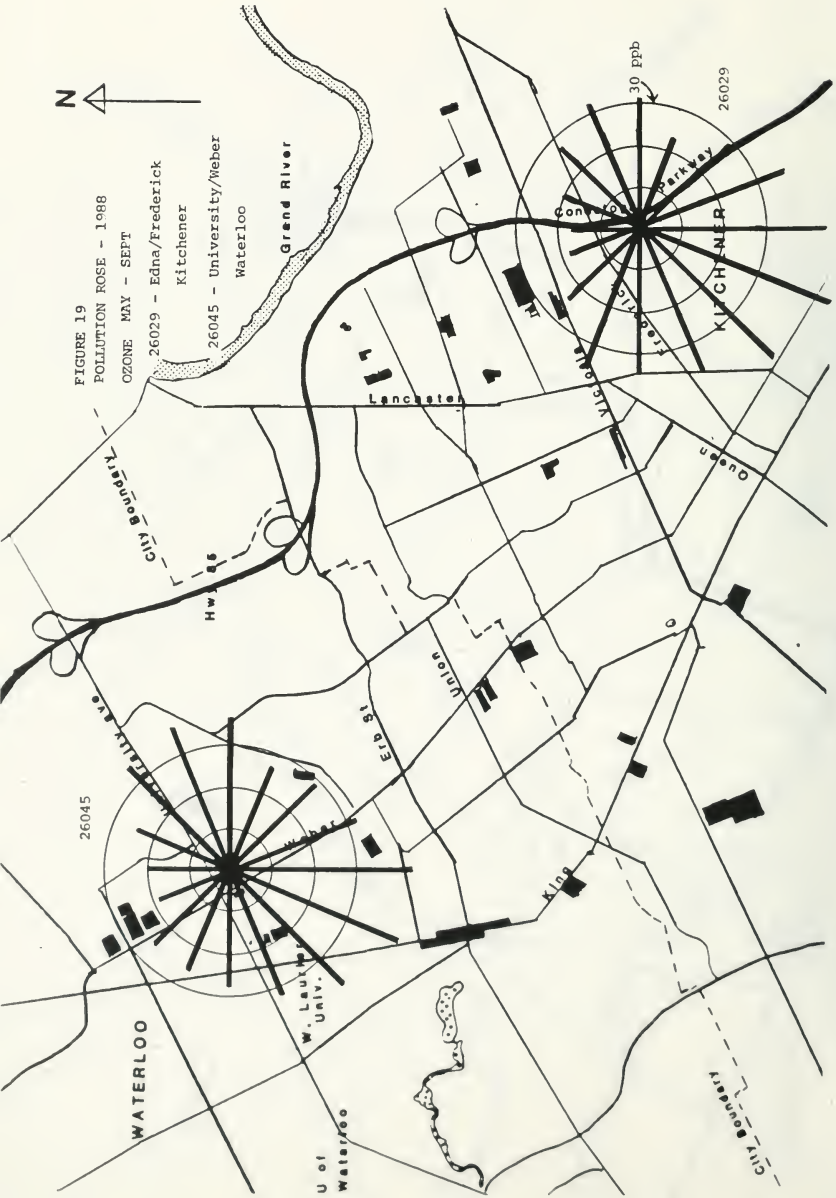 N
FIGURE 19
POLLUTION ROSE - 1988
OZONE MAY - SEPT
26029 - Edna/Frederick
Kitchener
26045 - University/Weber
Waterloo
Grand River
City Boundary
Hwy 86
Lancaster
26045
University ave
WATERLOO
W. Laurier
Univ.
U of
Waterloo
Weber
Erb St
Union
King
City Boundary
Victoria
Queen
Frederick
KITCHENER
Parkway
30 ppb
26029